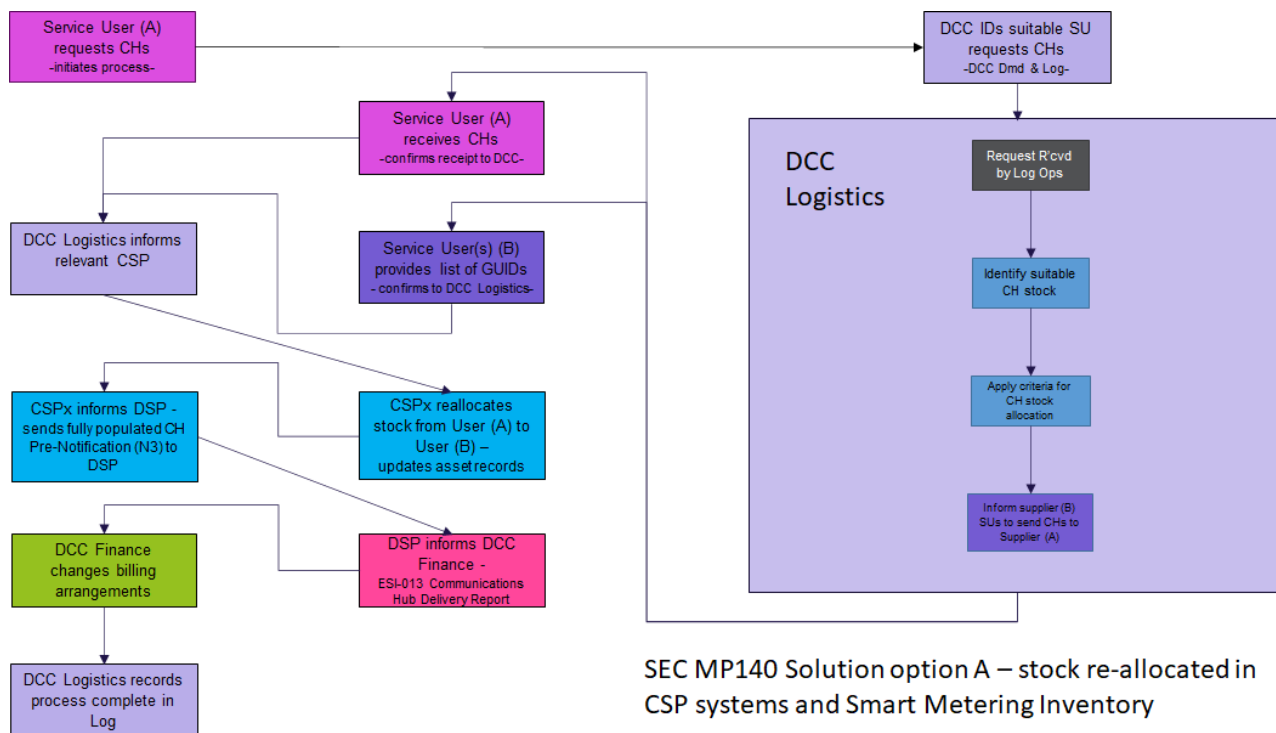 Service User (A)
requests CHs
-initiates process-
DCC IDs suitable SU
requests CHs
-DCC Dmd & Log-
Service User (A)
receives CHs
-confirms receipt to DCC-
DCC
Logistics
Request R'cvd
by Log Ops
DCC Logistics informs
relevant CSP
Service User(s) (B)
provides list of GUIDs
- confirms to DCC Logistics-
Identify suitable
CH stock
Apply criteria for
CH stock
allocation
Inform supplier (B)
SUs to send CHs to
Supplier (A)
CSPx informs DSP -
sends fully populated CH
Pre-Notification (N3) to
DSP
CSPx reallocates
stock from User (A) to
User (B) –
updates asset records
DCC Finance
changes billing
arrangements
DSP informs DCC
Finance -
ESI-013 Communications
Hub Delivery Report
DCC Logistics records
process complete in
Log
SEC MP140 Solution option A – stock re-allocated in
CSP systems and Smart Metering Inventory